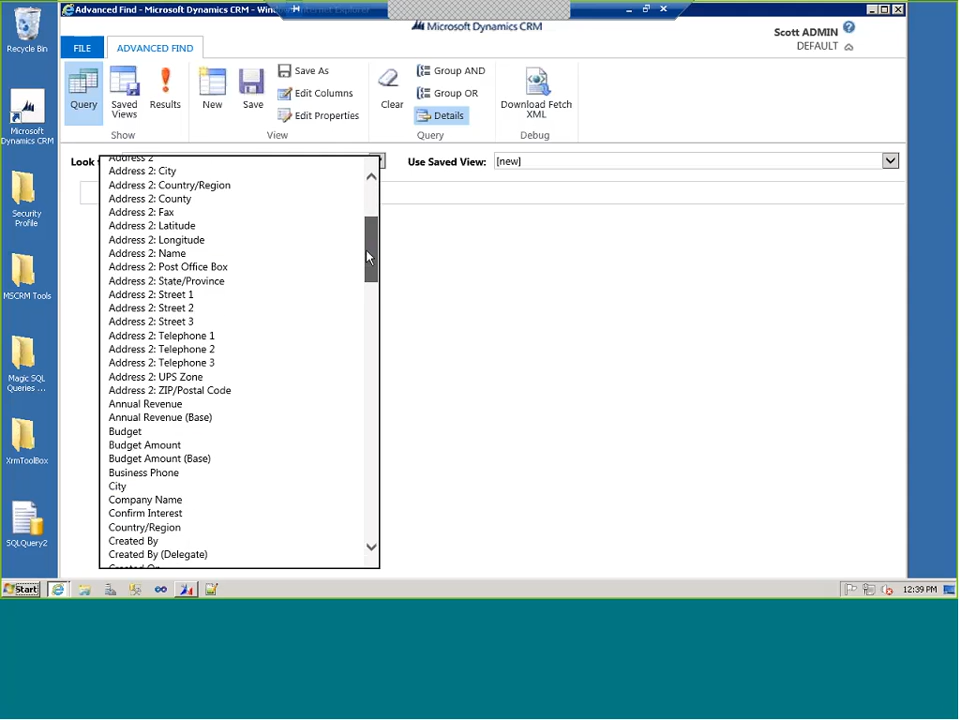 Recycle Bin
Microsoft
Dynamics CRM
Security
Profile
MSCRM Tools
Magic SQL
Queries ...
XrmToolBox
SQLQuery2
Advanced Find - Microsoft Dynamics CRM - Win
Microsoft Dynamics CRM
Scott ADMIN
DEFAULT
FILE
ADVANCED FIND
Query
Saved
Views
Results
Show
New
Save
Save As
Edit Columns
Edit Properties
View
Clear
Group AND
Group OR
Details
Query
Download Fetch
XML
Debug
Look
Use Saved View:
[new]
Address 2
Address 2: City
Address 2: Country/Region
Address 2: County
Address 2: Fax
Address 2: Latitude
Address 2: Longitude
Address 2: Name
Address 2: Post Office Box
Address 2: State/Province
Address 2: Street 1
Address 2: Street 2
Address 2: Street 3
Address 2: Telephone 1
Address 2: Telephone 2
Address 2: Telephone 3
Address 2: UPS Zone
Address 2: ZIP/Postal Code
Annual Revenue
Annual Revenue (Base)
Budget
Budget Amount
Budget Amount (Base)
Business Phone
City
Company Name
Confirm Interest
Country/Region
Created By
Created By (Delegate)
Created On
Start
12:39 PM